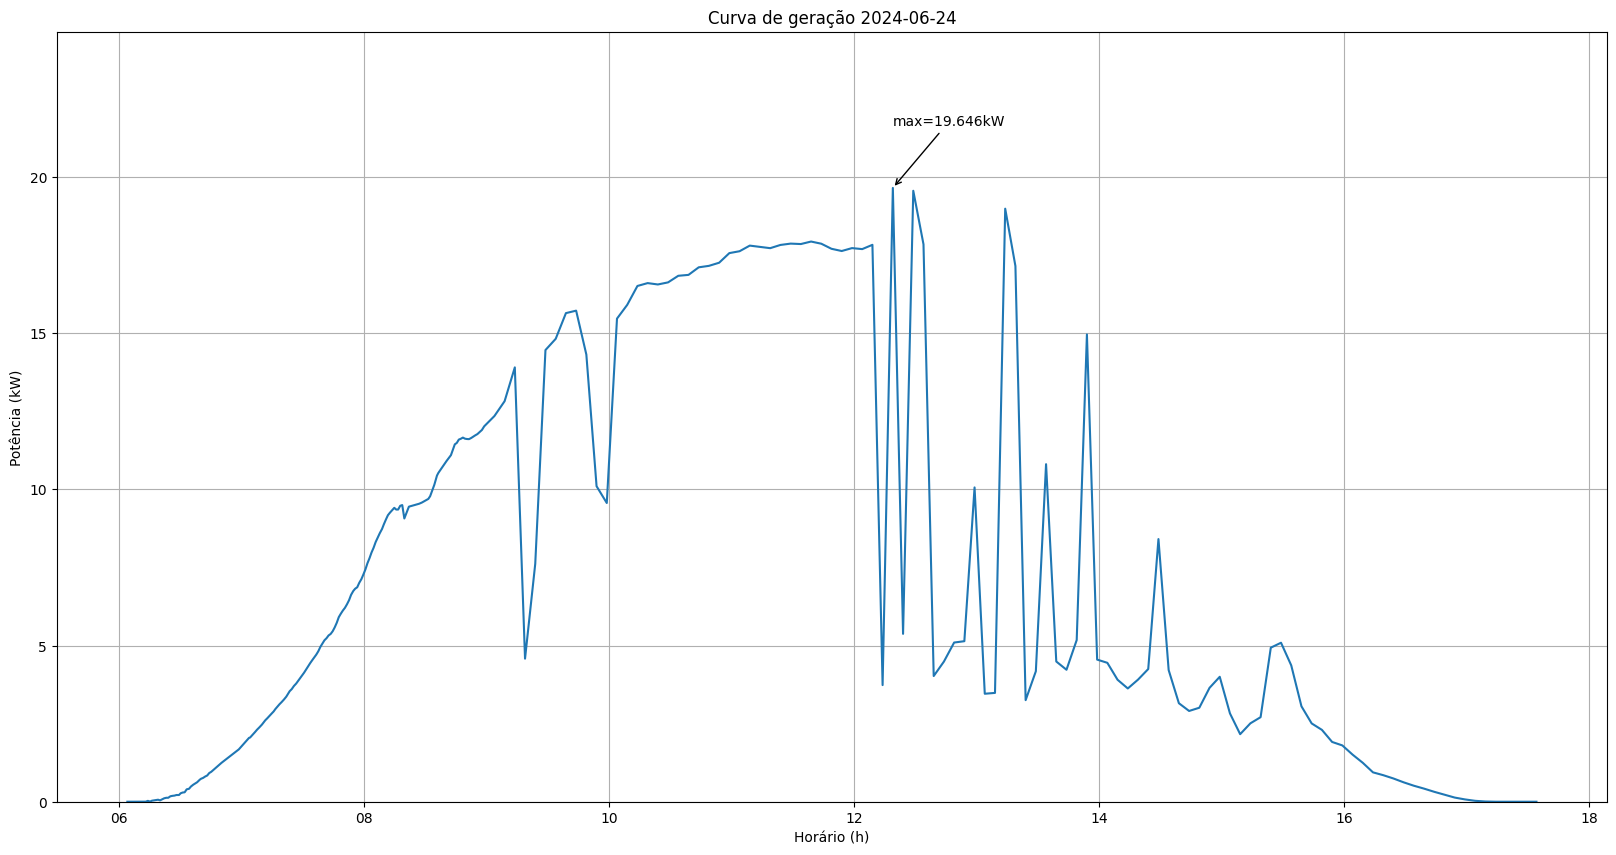 Curva de geração 2024-06-24
max=19.646kW
Potência (kW)
20
15
10
5
0
06 08 10 12 14 16 18
Horário (h)